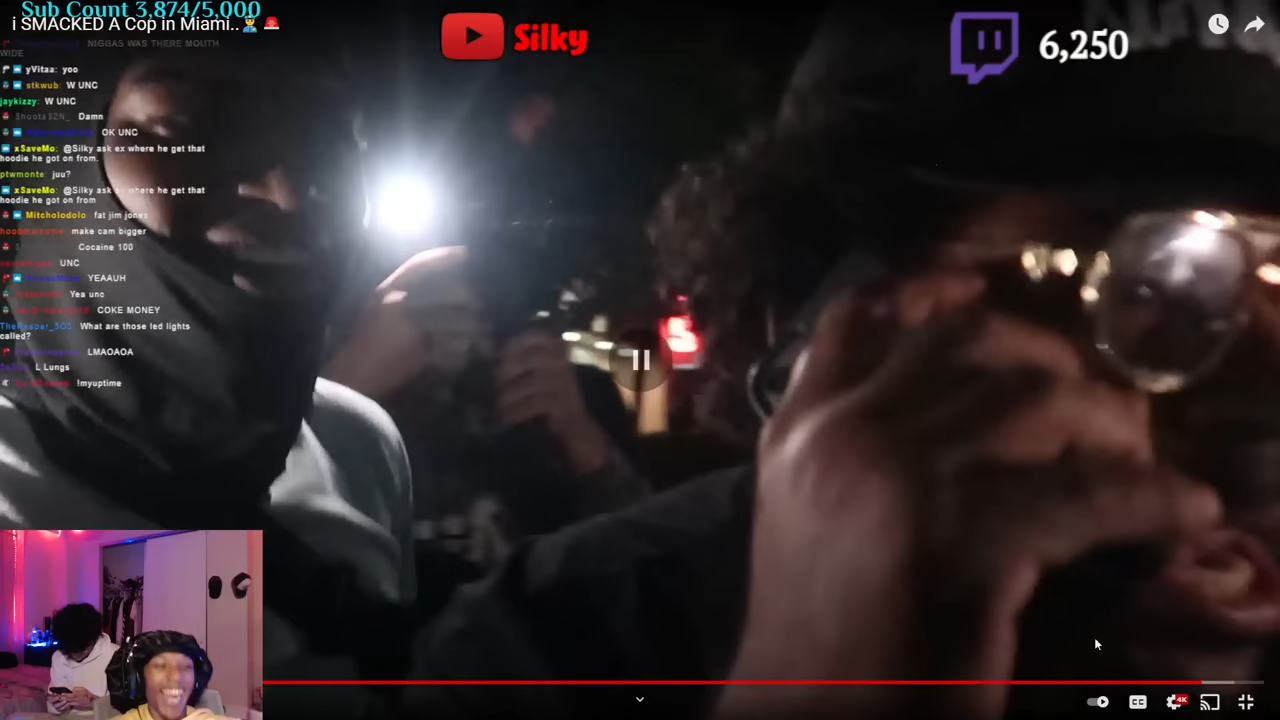 Sub Count 3,874/5,000
i SMACKED A Cop in Miami..👮🚨
Silky
6,250
NIGGAS WAS THERE MOUTH
WIDE
yVitaa: yoo
stkwub: W UNC
jaykizzy: W UNC
Damn
OK UNC
xSaveMo: @Silky ask ex where he get that
hoodie he got on from.
ptwmonte: juu?
xSaveMo: @Silky ask ex where he get that
hoodie he got on from
Mitcholodolo: fat jim jones
make cam bigger
Cocaine 100
UNC
YEAAUH
Yea unc
COKE MONEY
What are those led lights
called?
LMAOAOA
L Lungs
!myuptime
4K
CC